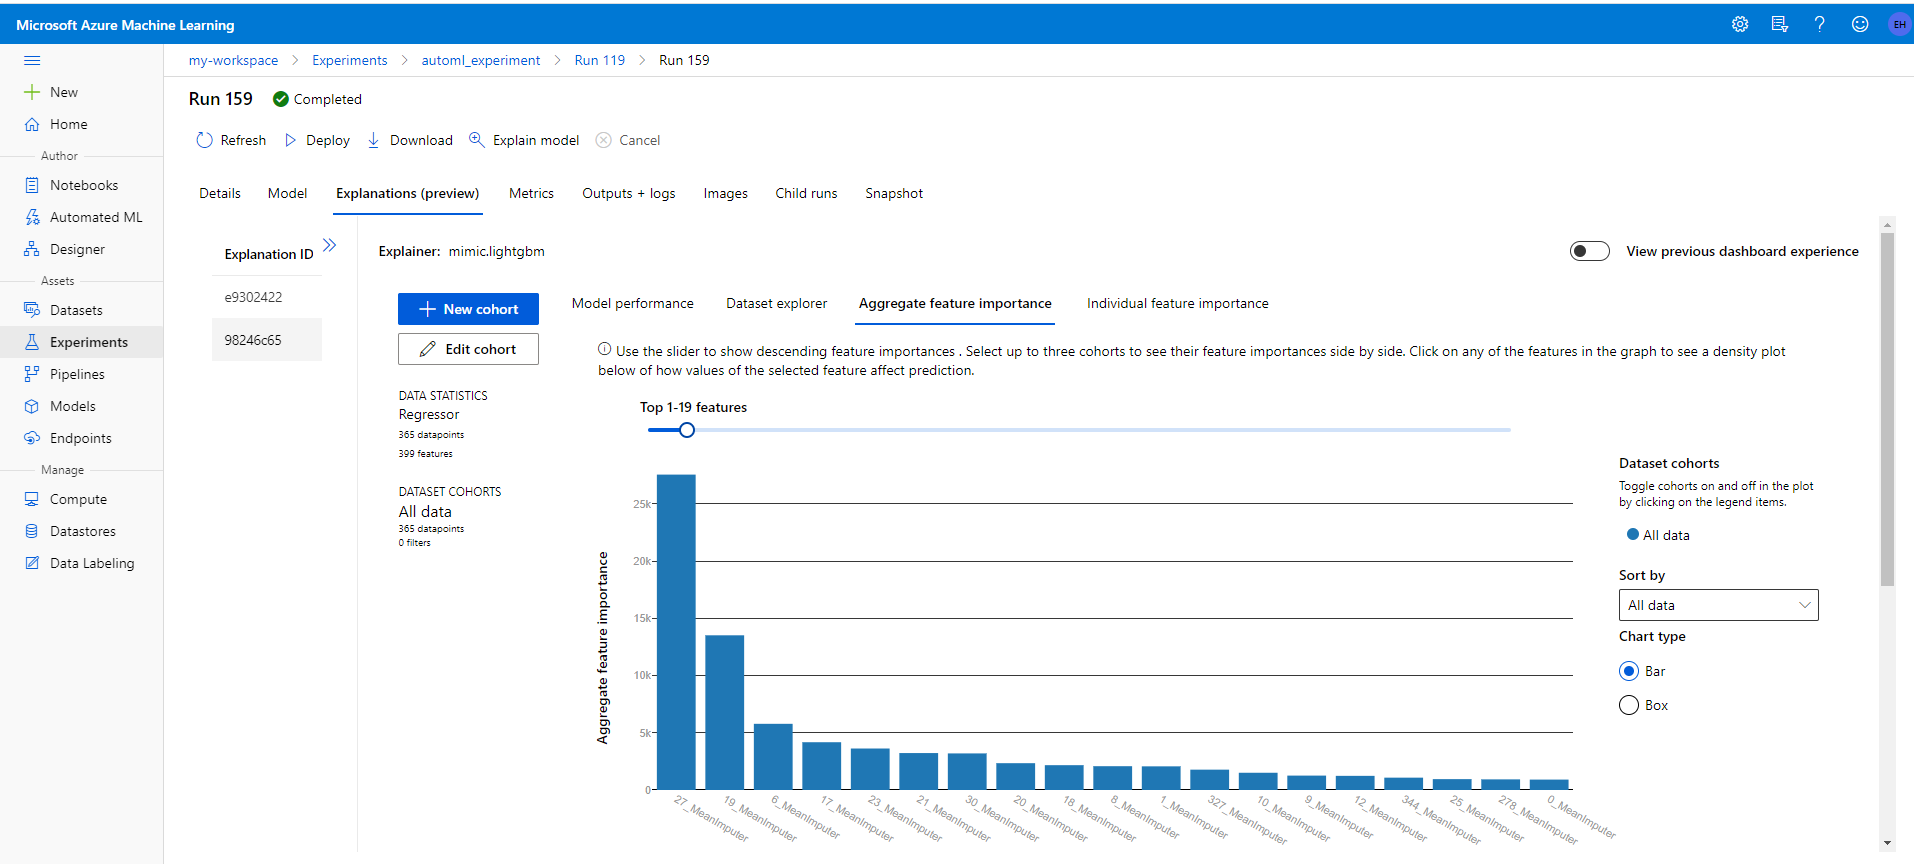 Microsoft Azure Machine Learning
EH
my-workspace > Experiments > automl_experiment > Run 119 > Run 159
New
Home
Author
Notebooks
Automated ML
Designer
Assets
Datasets
Experiments
Pipelines
Models
Endpoints
Manage
Compute
Datastores
Data Labeling
Run 159 Completed
Refresh Deploy Download Explain model Cancel
Details Model Explanations (preview) Metrics Outputs + logs Images Child runs Snapshot
Explanation ID
e9302422
98246c65
Explainer: mimic.lightgbm
View previous dashboard experience
New cohort
Edit cohort
DATA STATISTICS
Regressor
365 datapoints
399 features
DATASET COHORTS
All data
365 datapoints
0 filters
Model performance Dataset explorer Aggregate feature importance Individual feature importance
Use the slider to show descending feature importances . Select up to three cohorts to see their feature importances side by side. Click on any of the features in the graph to see a density plot
below of how values of the selected feature affect prediction.
Top 1-19 features
Aggregate feature importance
25k
20k
15k
10k
5k
0
27_MeanImputer
19_MeanImputer
6_MeanImputer
17_MeanImputer
23_MeanImputer
21_MeanImputer
30_MeanImputer
20_MeanImputer
18_MeanImputer
8_MeanImputer
1_MeanImputer
327_MeanImputer
10_MeanImputer
9_MeanImputer
12_MeanImputer
344_MeanImputer
25_MeanImputer
278_MeanImputer
0_MeanImputer
Dataset cohorts
Toggle cohorts on and off in the plot
by clicking on the legend items.
All data
Sort by
All data
Chart type
Bar
Box